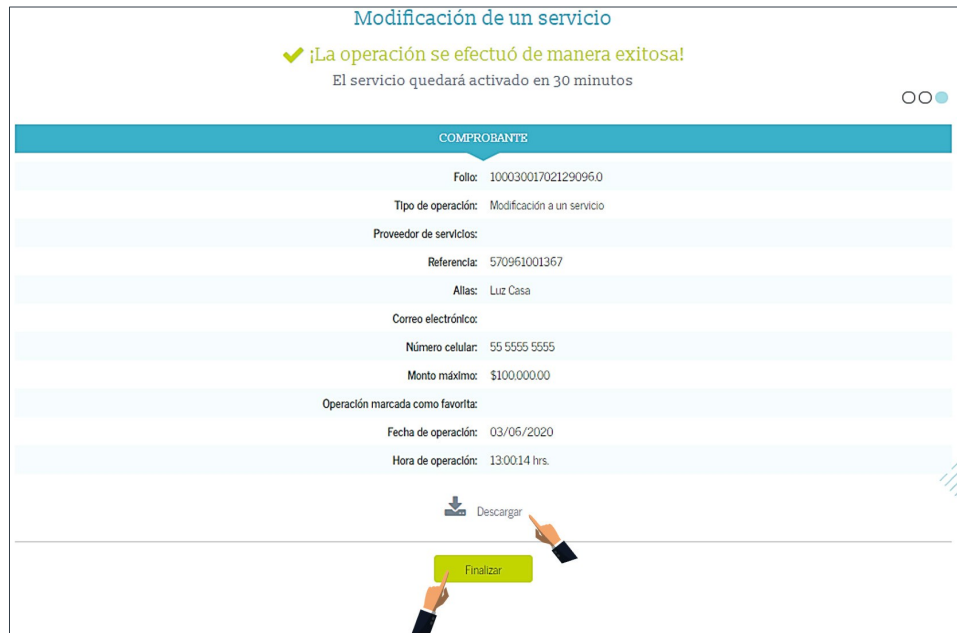 Modificación de un servicio
¡La operación se efectuó de manera exitosa!
El servicio quedará activado en 30 minutos
COMPROBANTE
Folio: 10003001702129096.0
Tipo de operación: Modificación a un servicio
Proveedor de servicios:
Referencia: 570961001367
Alias: Luz Casa
Correo electrónico:
Número celular: 55 5555 5555
Monto máximo: $100,000.00
Operación marcada como favorita:
Fecha de operación: 03/06/2020
Hora de operación: 13:00:14 hrs.
Descargar
Finalizar